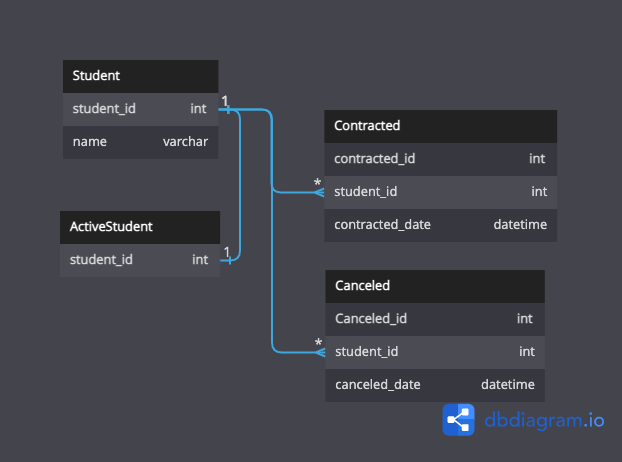 Student
student_id int
name varchar
1
ActiveStudent
student_id int
1
Contracted
contracted_id int
* student_id int
contracted_date datetime
Canceled
Canceled_id int
* student_id int
canceled_date datetime
dbdiagram.io